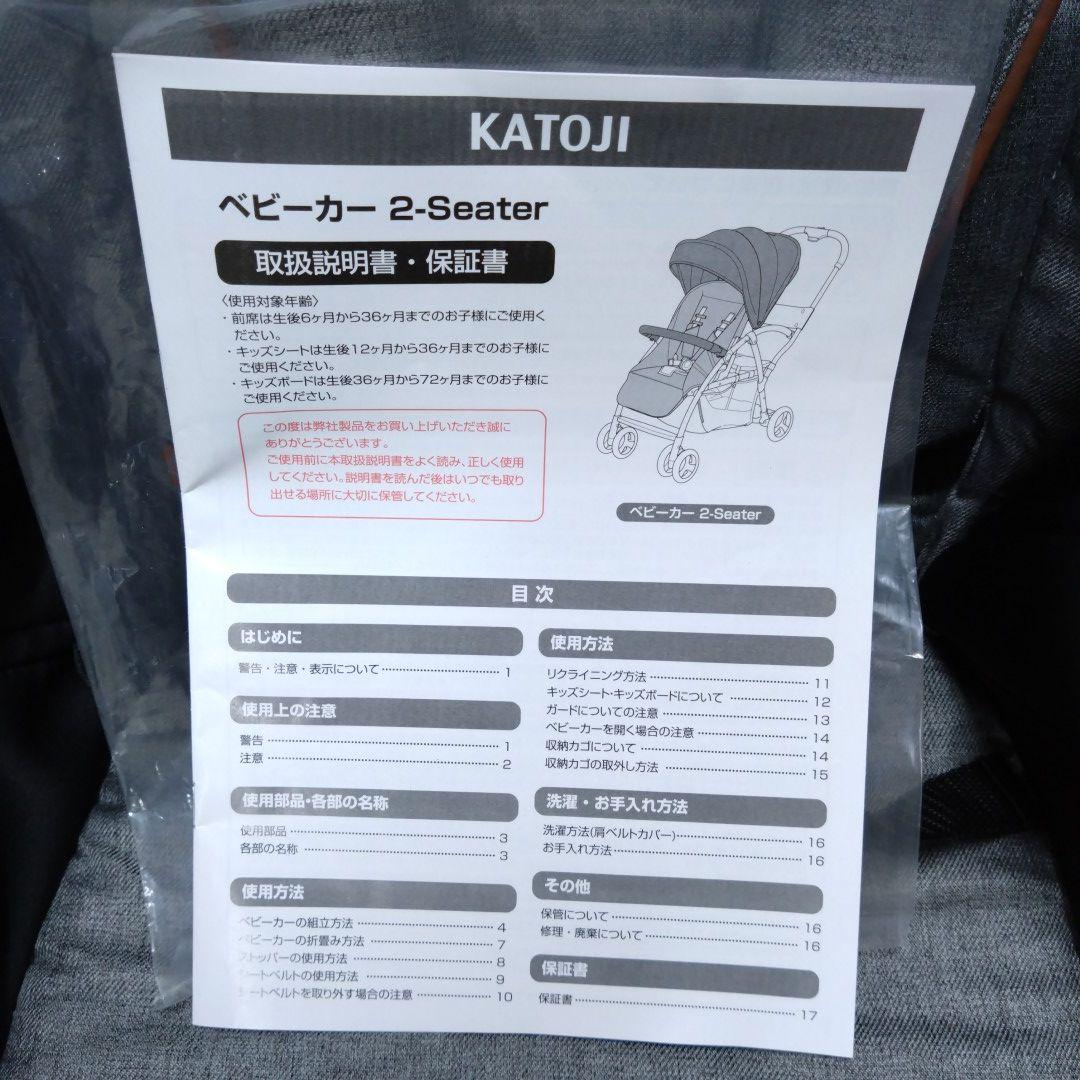 KATOJI
ベビーカー 2-Seater
取扱説明書・保証書
〈使用対象年齢〉
・前席は生後6ヶ月から36ヶ月までのお子様にご使用く
ださい。
・キッズシートは生後12ヶ月から36ヶ月までのお子様に
ご使用ください。
・キッズボードは生後36ヶ月から72ヶ月までのお子様に
ご使用ください。
この度は弊社製品をお買い上げいただき誠に
ありがとうございます。
ご使用前に本取扱説明書をよく読み、正しく使用
してください。説明書を読んだ後はいつでも取り
出せる場所に大切に保管してください。
ベビーカー 2-Seater
目次
はじめに
警告・注意・表示について 1
使用上の注意
警告 1
注意 2
使用部品・各部の名称
使用部品 3
各部の名称 3
使用方法
ベビーカーの組立方法 4
ベビーカーの折畳み方法 7
ストッパーの使用方法 8
シートベルトの使用方法 9
シートベルトを取り外す場合の注意 10
使用方法
リクライニング方法 11
キッズシート・キッズボードについて 12
ガードについての注意 13
ベビーカーを開く場合の注意 14
収納カゴについて 14
収納カゴの取外し方法 15
洗濯・お手入れ方法
洗濯方法(肩ベルトカバー) 16
お手入れ方法 16
その他
保管について 16
修理・廃棄について 16
保証書
保証書 17